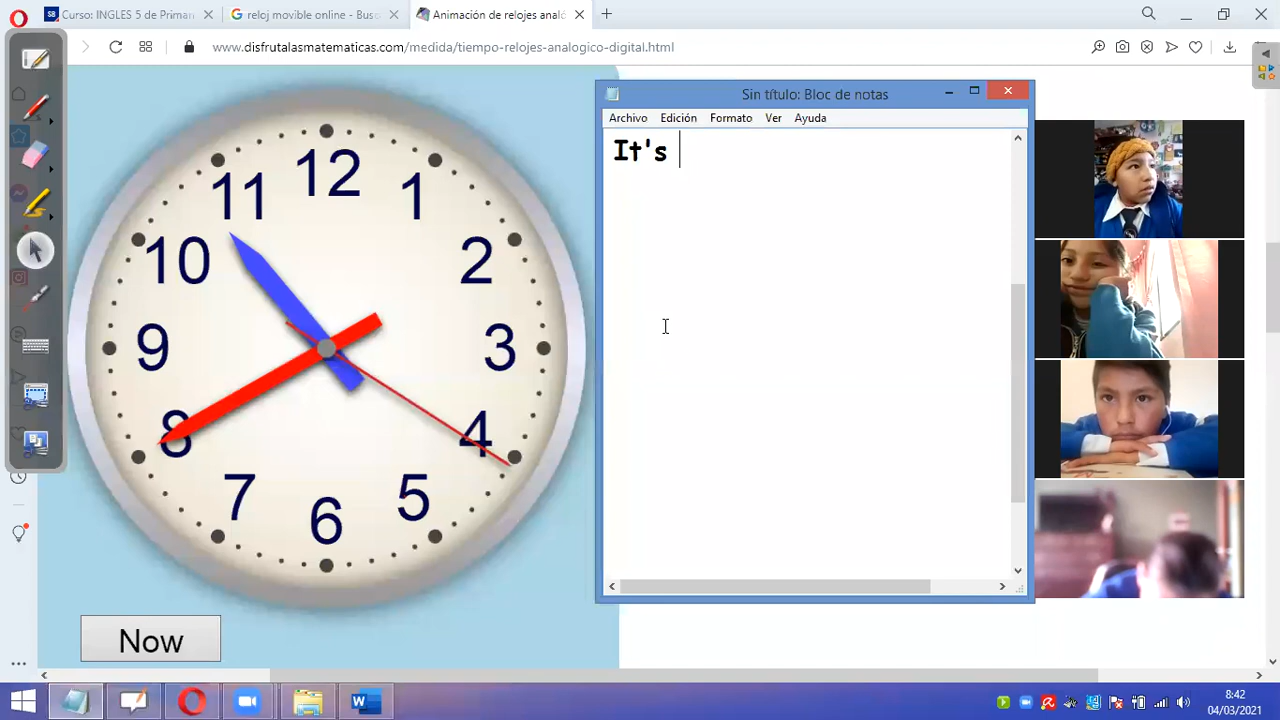 Curso: INGLES 5 de Primari
reloj movible online - Busq
Animación de relojes analó
www.disfrutalasmatematicas.com/medida/tiempo-relojes-analogico-digital.html
Sin título: Bloc de notas
Archivo Edición Formato Ver Ayuda
It's
12
1
2
3
4
5
6
7
8
9
10
11
Now
8:42
04/03/2021